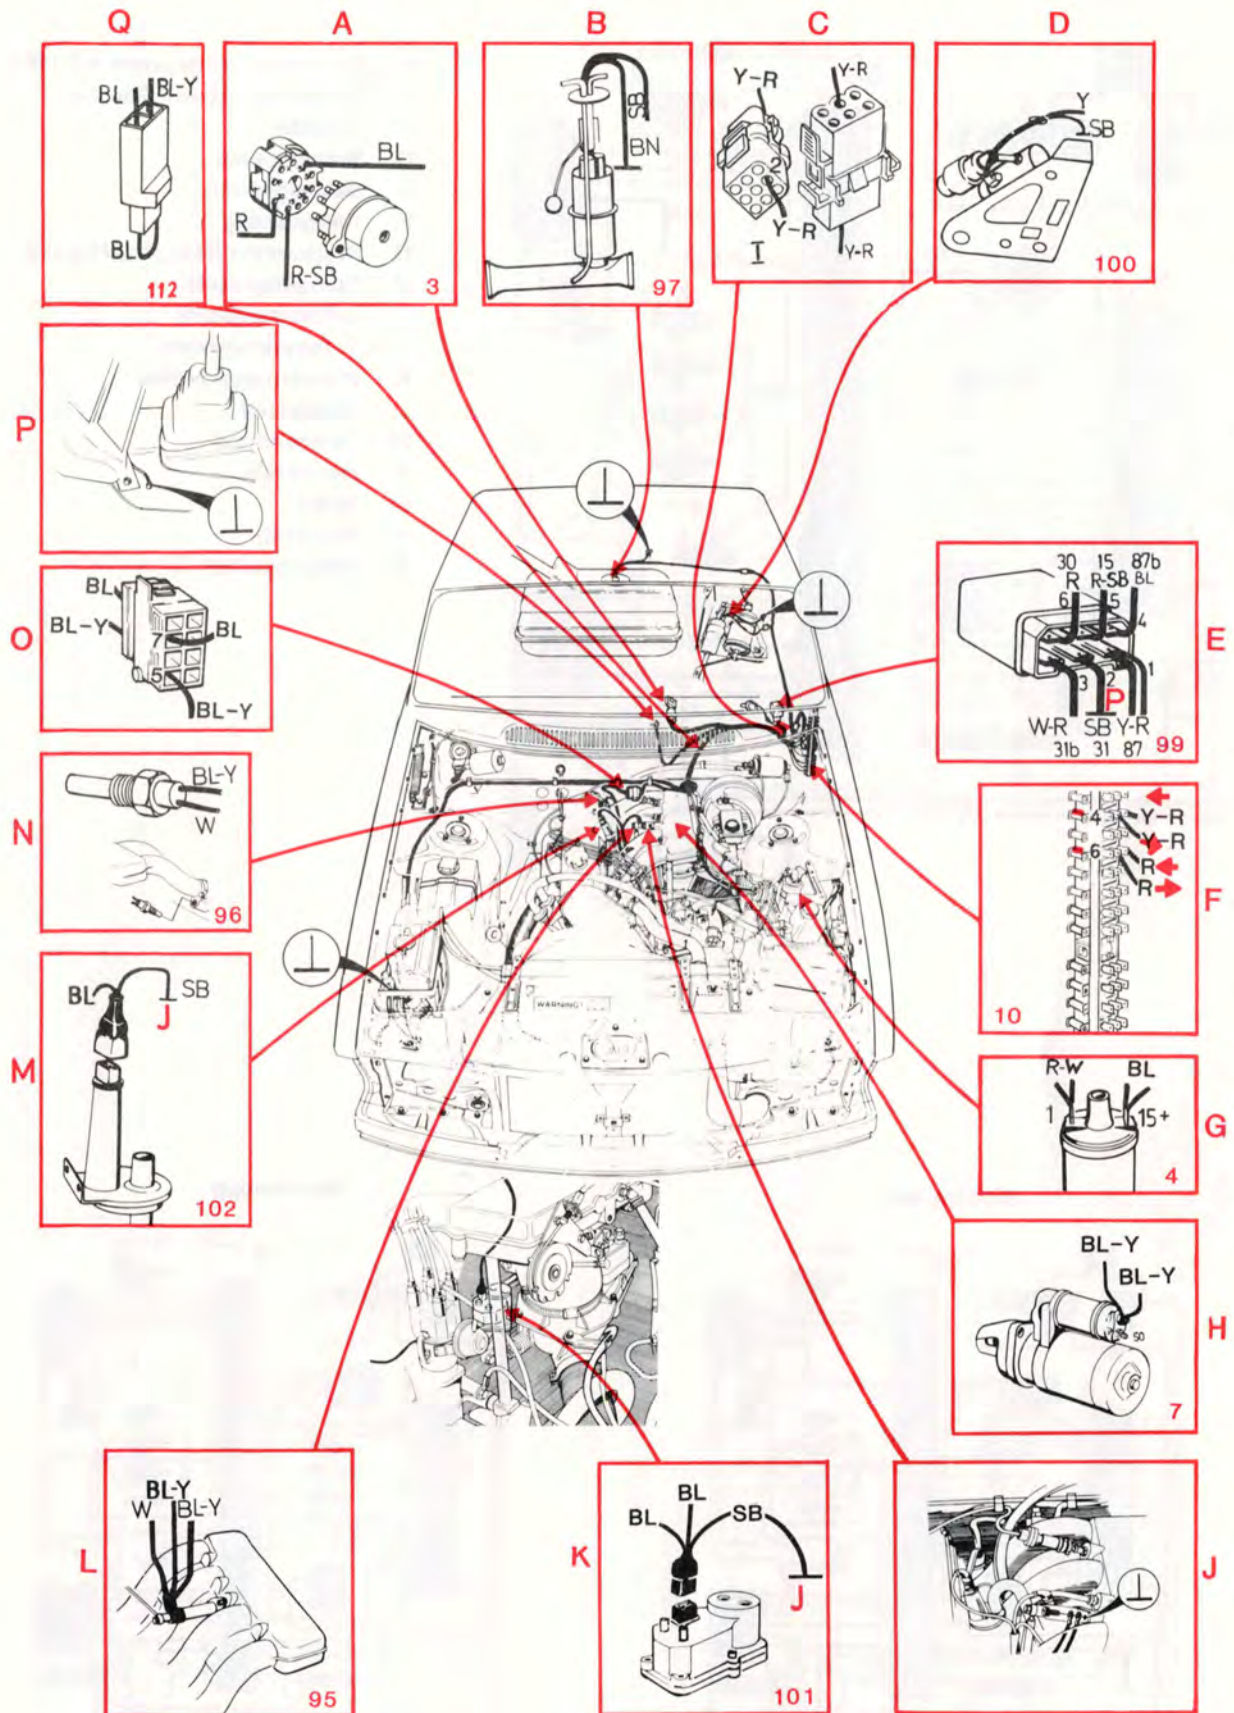 Q A B C D
BL BL-Y
BL
112
BL
R
R-SB
3
SB
BN
97
Y-R Y-R
2
Y-R
I
Y-R
Y
SB
100
P
O
BL
BL-Y
7 BL
5
BL-Y
E
30 15 87b
R R-SB BL
6 5 4
3 2 1
P
W-R SB Y-R
31b 31 87
99
N
BL-Y
W
96
F
4 Y-R
Y-R
6
R
R
10
M
BL SB
J
102
WARNING!
G
R-W BL
1 15+
4
H
BL-Y
BL-Y
50
7
L
BL-Y
W BL-Y
95
K
BL
BL SB
J
101
J